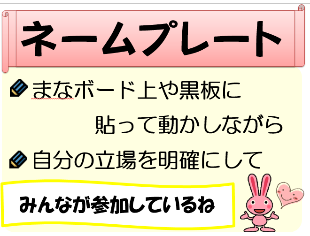 ネームプレート
まなボード上や黒板に
貼って動かしながら
自分の立場を明確にして
みんなが参加しているね